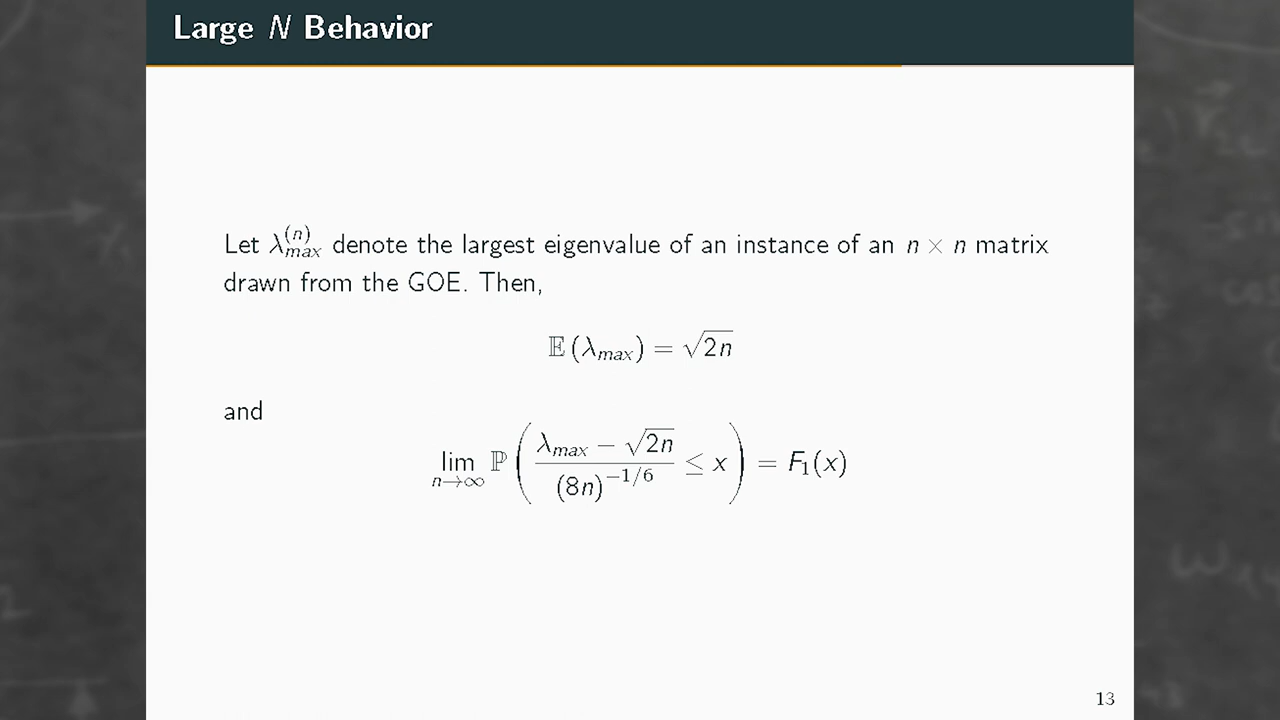 Large N Behavior
Let λ_{max}^{(n)} denote the largest eigenvalue of an instance of an n × n matrix
drawn from the GOE. Then,
𝔼(λ_{max}) = √(2n)
and
lim_{n→∞} ℙ((λ_{max} − √(2n))/((8n)^{−1/6}) ≤ x) = F_1(x)
13